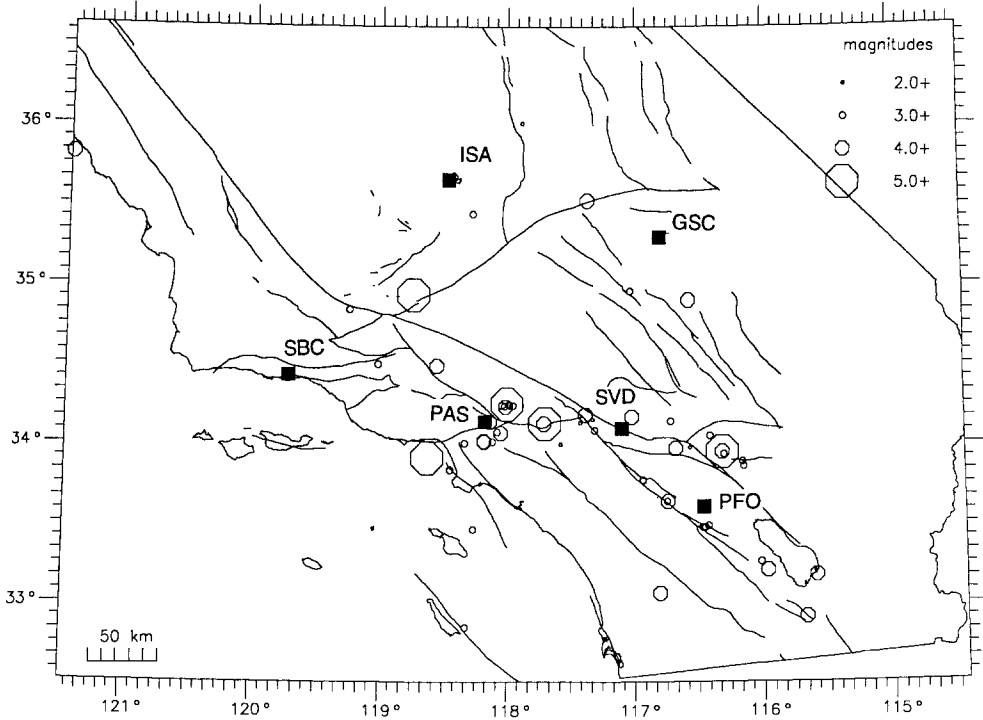 magnitudes
2.0+
3.0+
4.0+
5.0+
36°
35°
34°
33°
ISA
GSC
SBC
PAS
SVD
PFO
50 km
121°
120°
119°
118°
117°
116°
115°